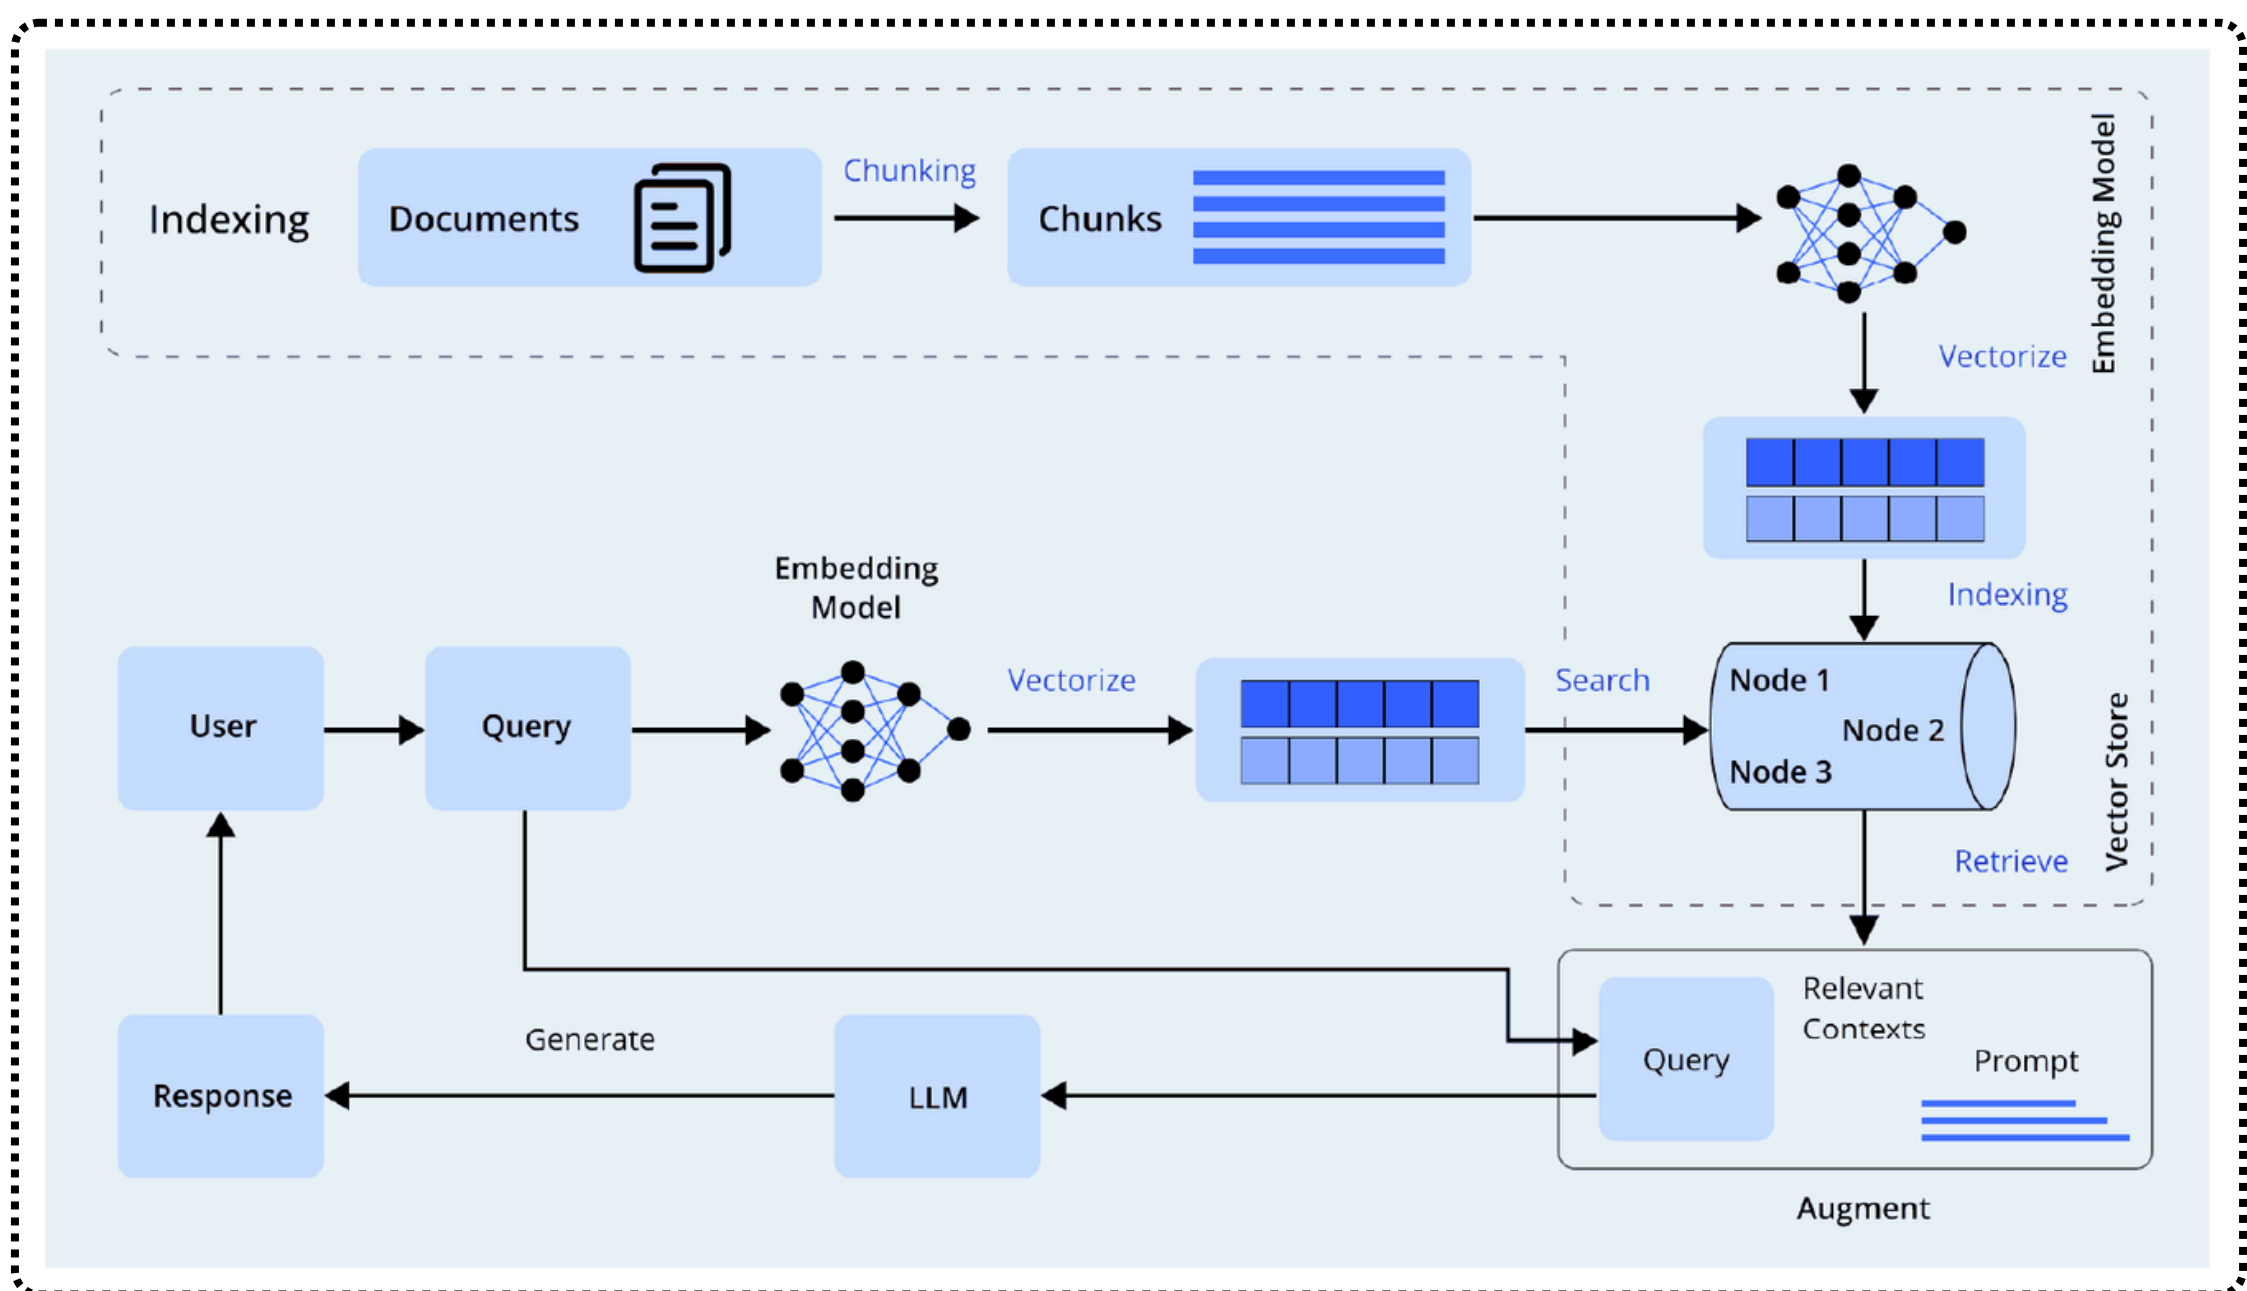 Indexing
Documents
Chunking
Chunks
Embedding Model
Vectorize
Indexing
Embedding
Model
User
Query
Vectorize
Search
Node 1
Node 2
Node 3
Vector Store
Retrieve
Response
Generate
LLM
Query
Relevant
Contexts
Prompt
Augment